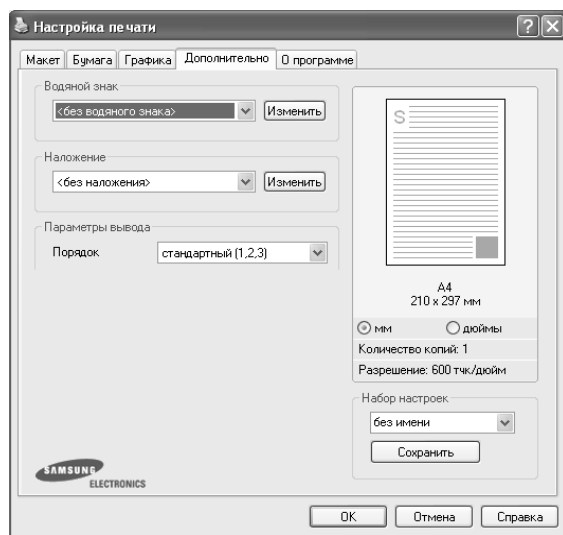 Настройка печати
Макет Бумага Графика Дополнительно О программе
Водяной знак
<без водяного знака> Изменить
Наложение
<без наложения> Изменить
Параметры вывода
Порядок стандартный (1,2,3)
S
A4
210 x 297 мм
мм дюймы
Количество копий: 1
Разрешение: 600 тчк/дюйм
Набор настроек
без имени
Сохранить
SAMSUNG
ELECTRONICS
OK Отмена Справка